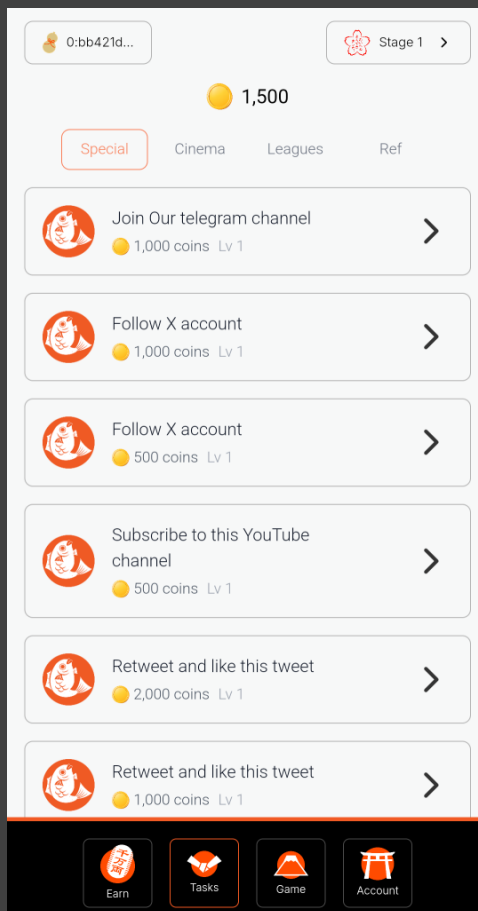 0:bb421d...
Stage 1
1,500
Special
Cinema
Leagues
Ref
Join Our telegram channel
1,000 coins Lv 1
Follow X account
1,000 coins Lv 1
Follow X account
500 coins Lv 1
Subscribe to this YouTube
channel
500 coins Lv 1
Retweet and like this tweet
2,000 coins Lv 1
Retweet and like this tweet
1,000 coins Lv 1
千万両
Earn
Tasks
Game
Account